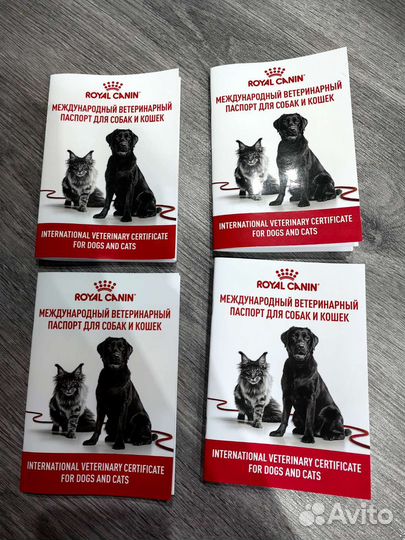 ROYAL CANIN
МЕЖДУНАРОДНЫЙ ВЕТЕРИНАРНЫЙ
ПАСПОРТ ДЛЯ СОБАК И КОШЕК
INTERNATIONAL VETERINARY CERTIFICATE
FOR DOGS AND CATS
ROYAL CANIN
МЕЖДУНАРОДНЫЙ ВЕТЕРИНАРНЫЙ
ПАСПОРТ ДЛЯ СОБАК И КОШЕК
INTERNATIONAL VETERINARY CERTIFICATE
FOR DOGS AND CATS
ROYAL CANIN
МЕЖДУНАРОДНЫЙ ВЕТЕРИНАРНЫЙ
ПАСПОРТ ДЛЯ СОБАК И КОШЕК
INTERNATIONAL VETERINARY CERTIFICATE
FOR DOGS AND CATS
ROYAL CANIN
МЕЖДУНАРОДНЫЙ ВЕТЕРИНАРНЫЙ
ПАСПОРТ ДЛЯ СОБАК И КОШЕК
INTERNATIONAL VETERINARY CERTIFICATE
FOR DOGS AND CATS
Avito